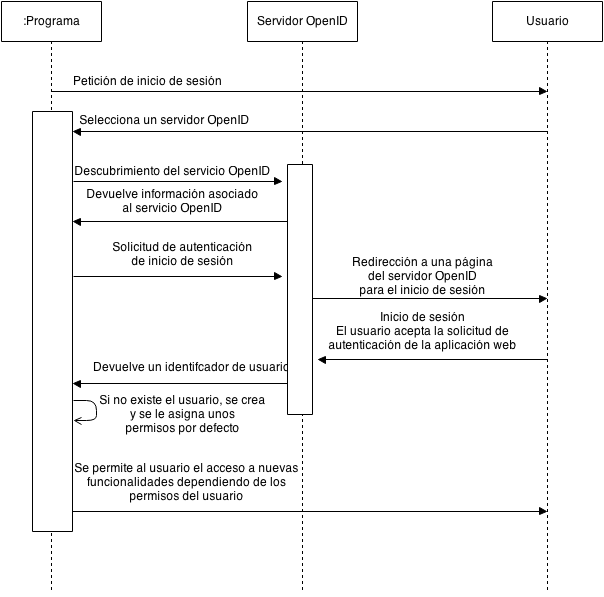 :Programa
Servidor OpenID
Usuario
Petición de inicio de sesión
Selecciona un servidor OpenID
Descubrimiento del servicio OpenID
Devuelve información asociado
al servicio OpenID
Solicitud de autenticación
de inicio de sesión
Redirección a una página
del servidor OpenID
para el inicio de sesión
Inicio de sesión
El usuario acepta la solicitud de
autenticación de la aplicación web
Devuelve un identifcador de usuario
Si no existe el usuario, se crea
y se le asigna unos
permisos por defecto
Se permite al usuario el acceso a nuevas
funcionalidades dependiendo de los
permisos del usuario